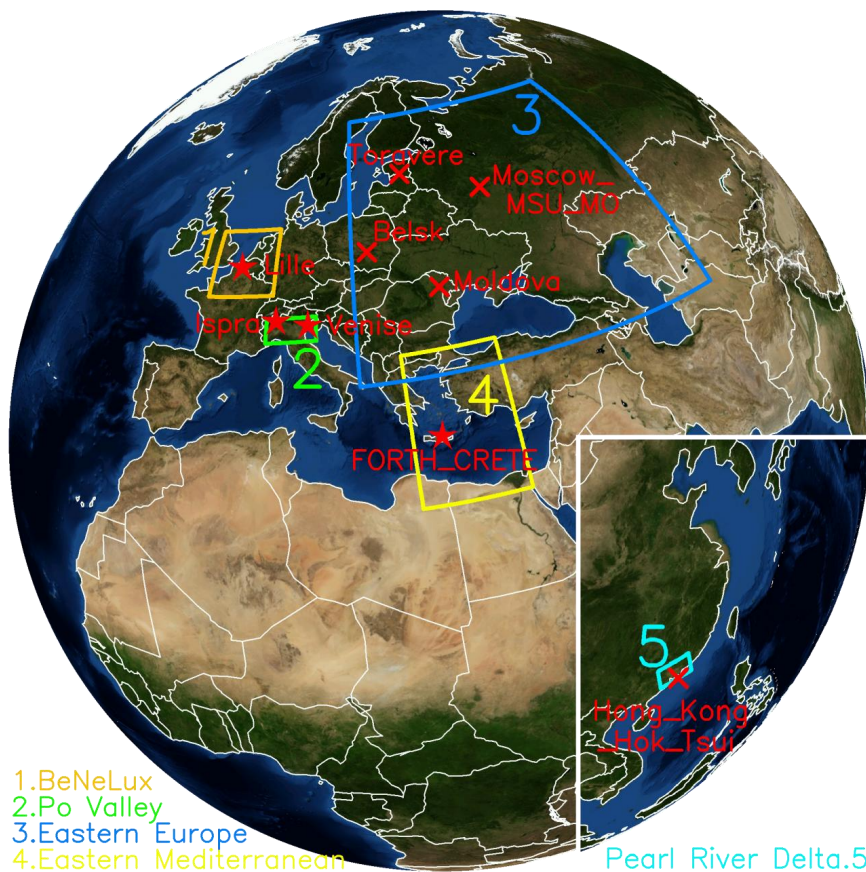 3
Toravere
Moscow_
MSU_MO
1
Belsk
Lille
Moldova
Ispra
Venise
2
4
FORTH_CRETE
5
Hong_Kong
_Hok_Tsui
1.BeNeLux
2.Po Valley
3.Eastern Europe
4.Eastern Mediterranean
Pearl River Delta.5